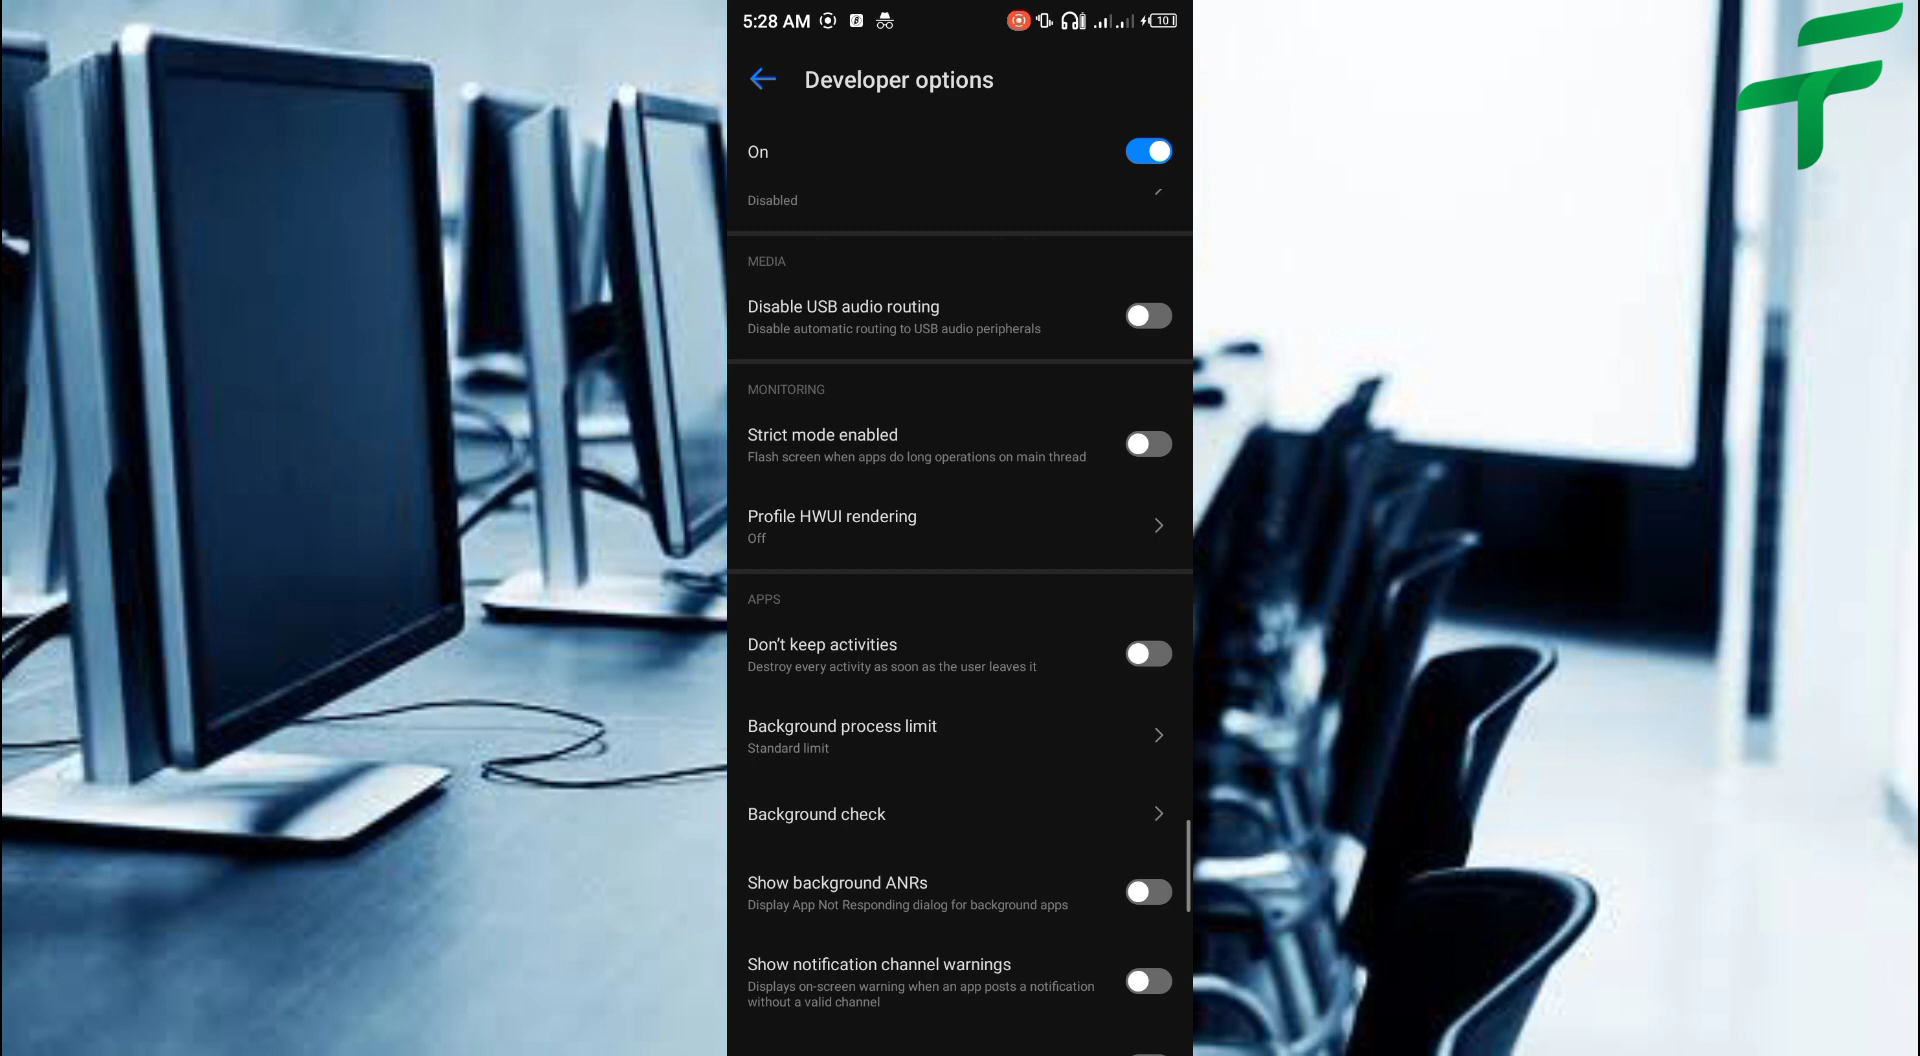 5:28 AM
10
Developer options
On
Disabled
MEDIA
Disable USB audio routing
Disable automatic routing to USB audio peripherals
MONITORING
Strict mode enabled
Flash screen when apps do long operations on main thread
Profile HWUI rendering
Off
APPS
Don't keep activities
Destroy every activity as soon as the user leaves it
Background process limit
Standard limit
Background check
Show background ANRs
Display App Not Responding dialog for background apps
Show notification channel warnings
Displays on-screen warning when an app posts a notification
without a valid channel